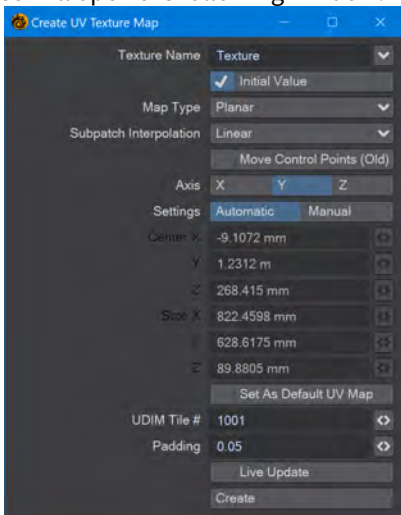 Create UV Texture Map
Texture Name Texture
Initial Value
Map Type Planar
Subpatch Interpolation Linear
Move Control Points (Old)
Axis X Y Z
Settings Automatic Manual
Center X -9.1072 mm
Y 1.2312 m
Z 268.415 mm
Size X 822.4598 mm
Y 628.6175 mm
Z 89.8805 mm
Set As Default UV Map
UDIM Tile # 1001
Padding 0.05
Live Update
Create